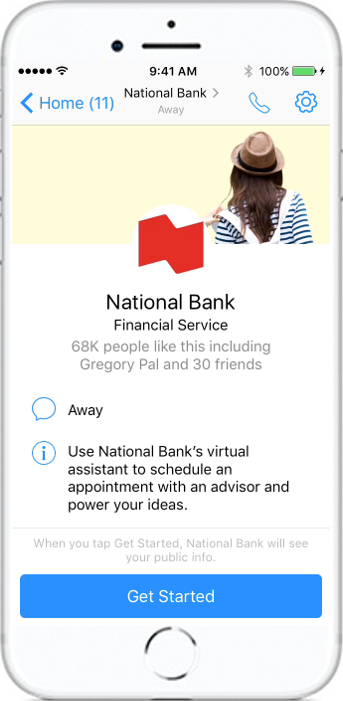 9:41 AM
100%
Home (11)
National Bank
Away
National Bank
Financial Service
68K people like this including
Gregory Pal and 30 friends
Away
Use National Bank's virtual
assistant to schedule an
appointment with an advisor and
power your ideas.
When you tap Get Started, National Bank will see
your public info.
Get Started